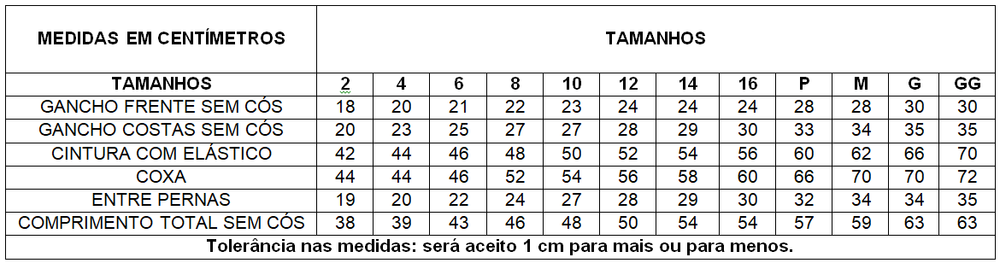 MEDIDAS EM CENTÍMETROS TAMANHOS
TAMANHOS 2 4 6 8 10 12 14 16 P M G GG
GANCHO FRENTE SEM CÓS 18 20 21 22 23 24 24 24 28 28 30 30
GANCHO COSTAS SEM CÓS 20 23 25 27 27 28 29 30 33 34 35 35
CINTURA COM ELÁSTICO 42 44 46 48 50 52 54 56 60 62 66 70
COXA 44 44 46 52 54 56 58 60 66 70 70 72
ENTRE PERNAS 19 20 22 24 27 28 29 30 32 34 34 35
COMPRIMENTO TOTAL SEM CÓS 38 39 43 46 48 50 54 54 57 59 63 63
Tolerância nas medidas: será aceito 1 cm para mais ou para menos.